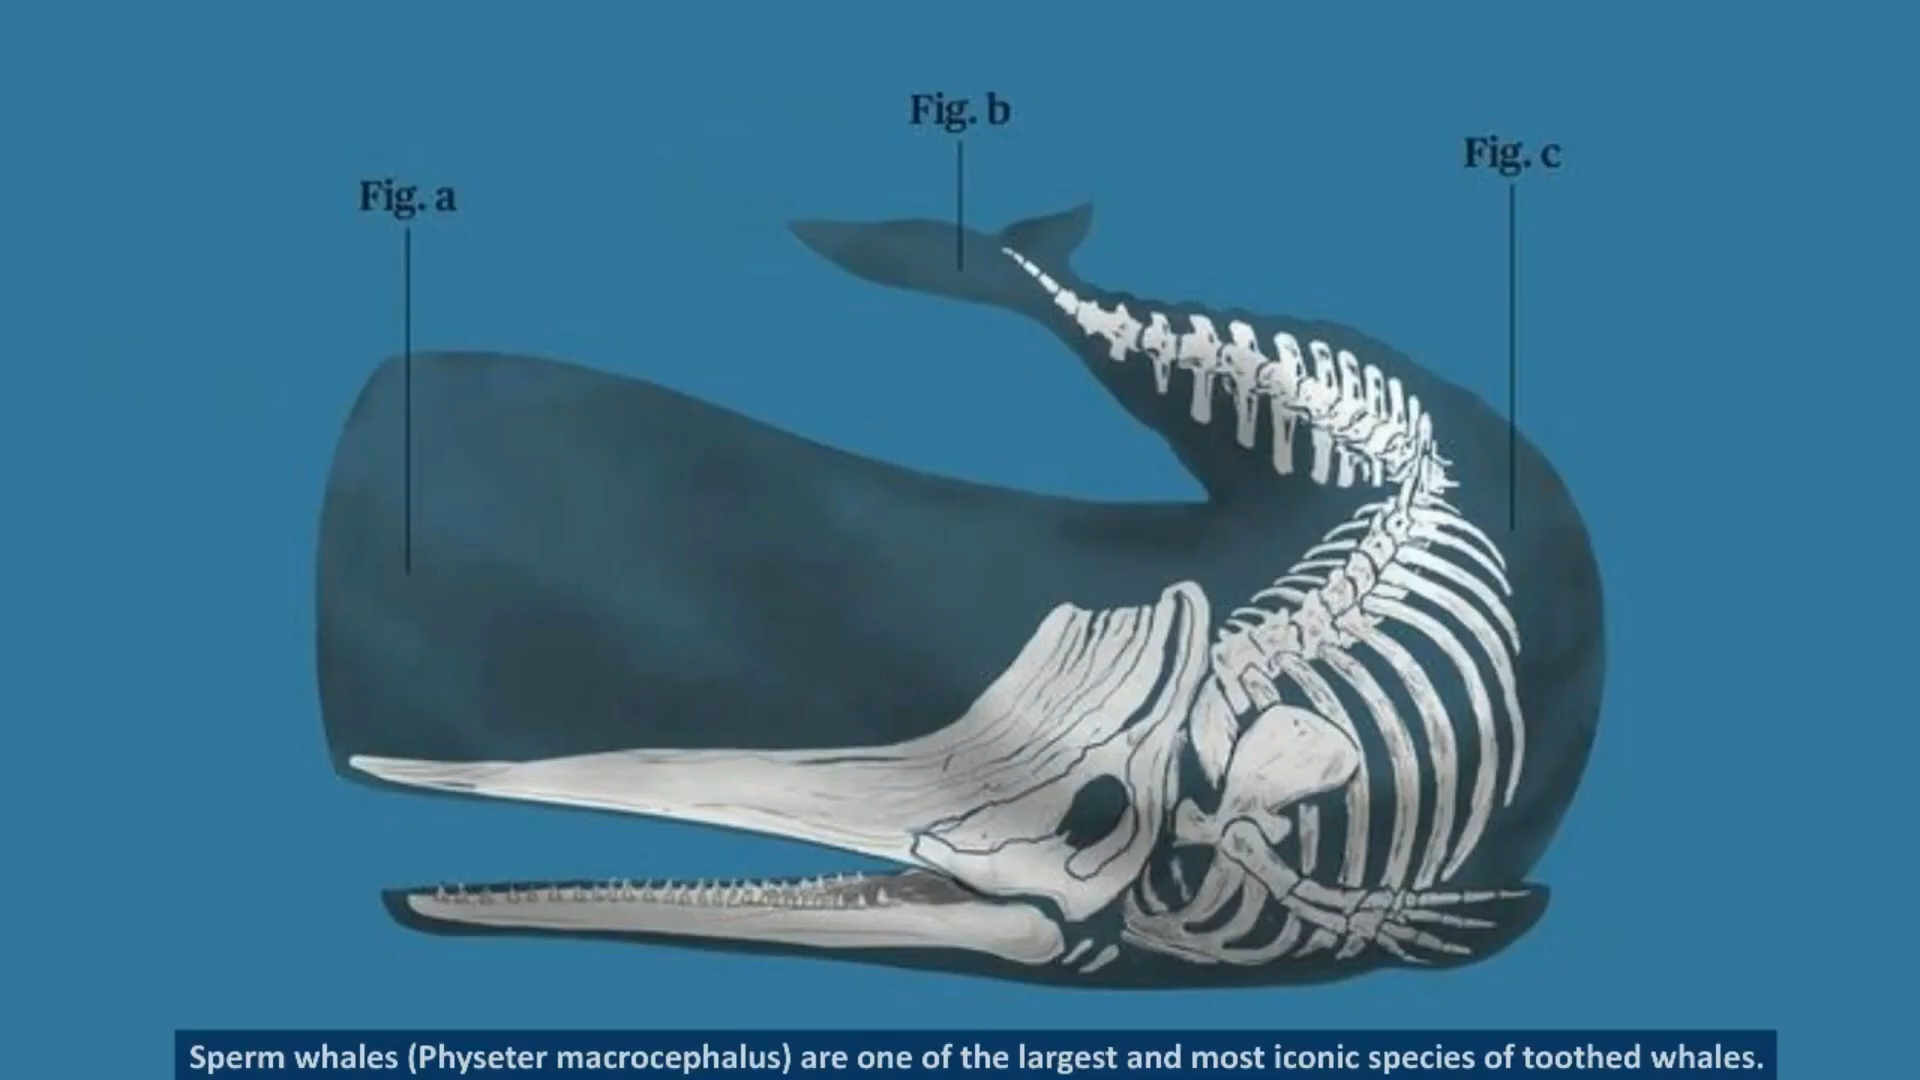 Fig. a
Fig. b
Fig. c
Sperm whales (Physeter macrocephalus) are one of the largest and most iconic species of toothed whales.